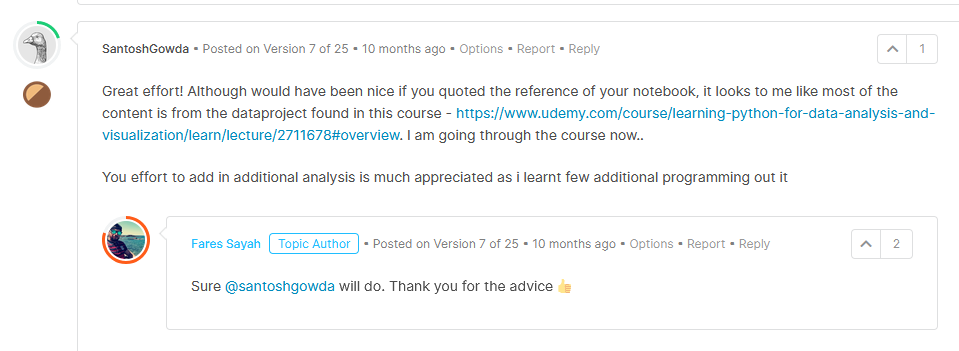 SantoshGowda • Posted on Version 7 of 25 • 10 months ago • Options • Report • Reply
1
Great effort! Although would have been nice if you quoted the reference of your notebook, it looks to me like most of the
content is from the dataproject found in this course - https://www.udemy.com/course/learning-python-for-data-analysis-and-
visualization/learn/lecture/2711678#overview. I am going through the course now..
You effort to add in additional analysis is much appreciated as i learnt few additional programming out it
Fares Sayah Topic Author • Posted on Version 7 of 25 • 10 months ago • Options • Report • Reply
2
Sure @santoshgowda will do. Thank you for the advice 👍